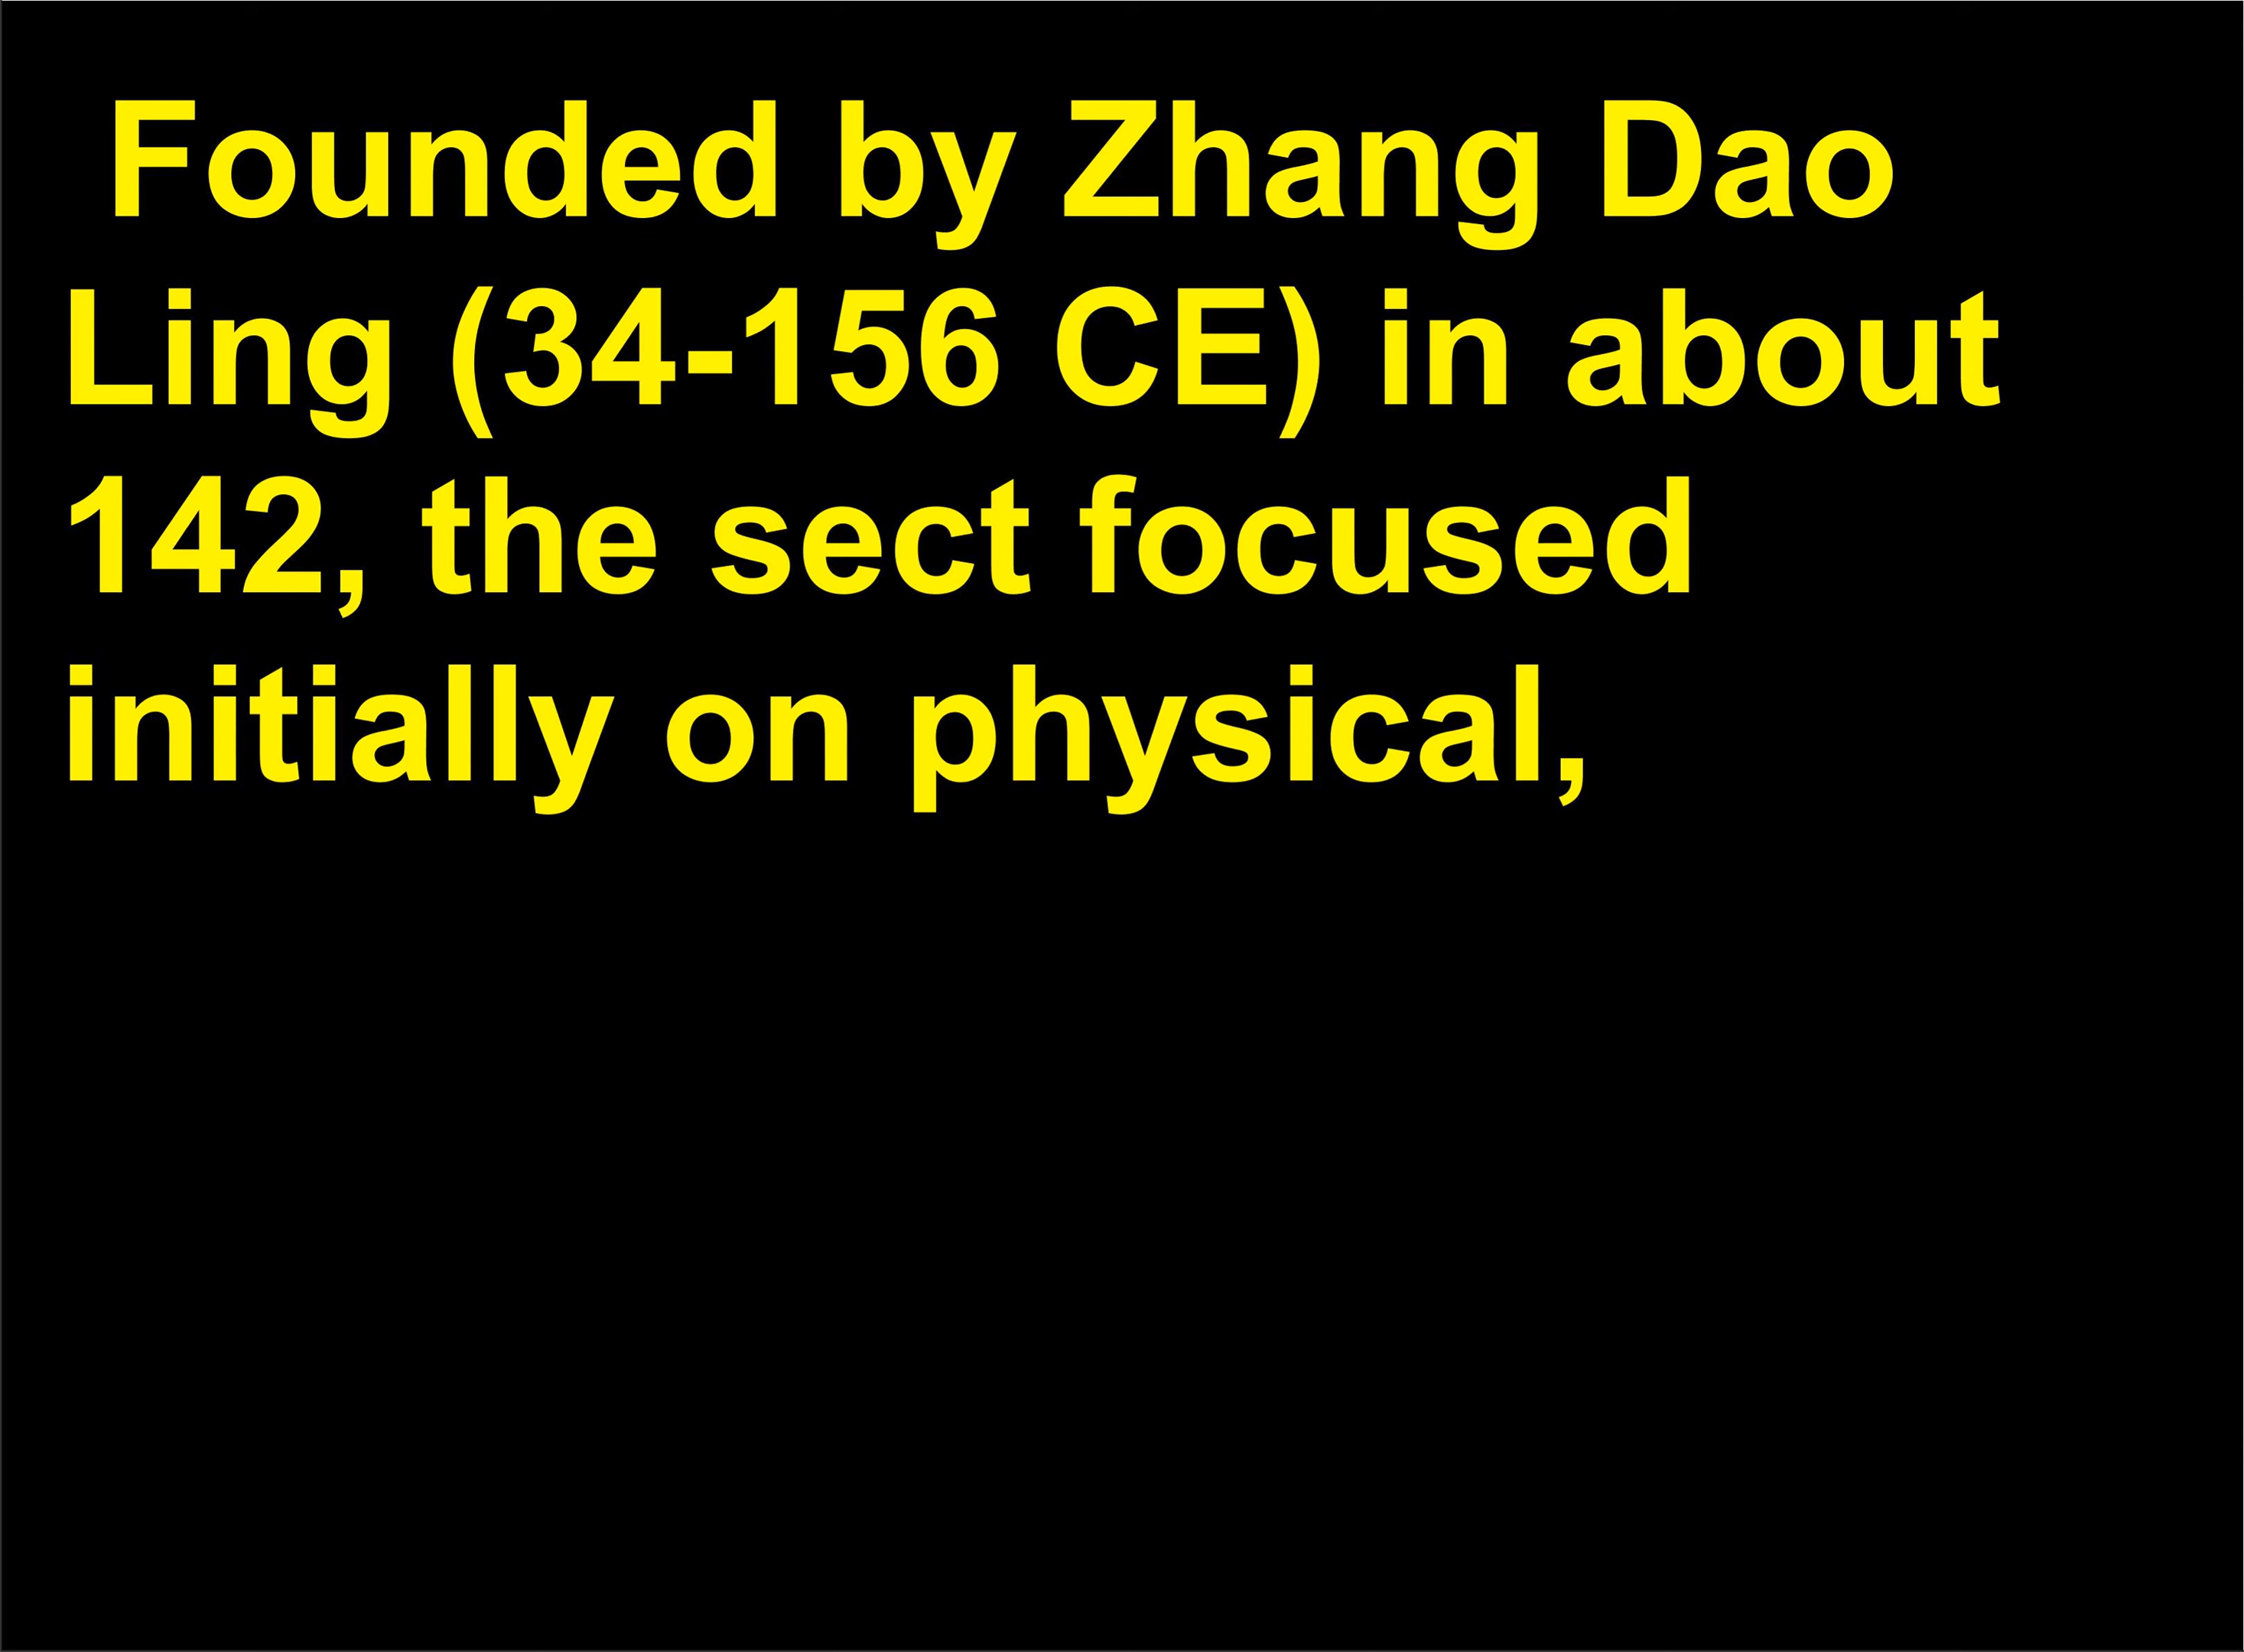 Founded by Zhang Dao
Ling (34-156 CE) in about
142, the sect focused
initially on physical,